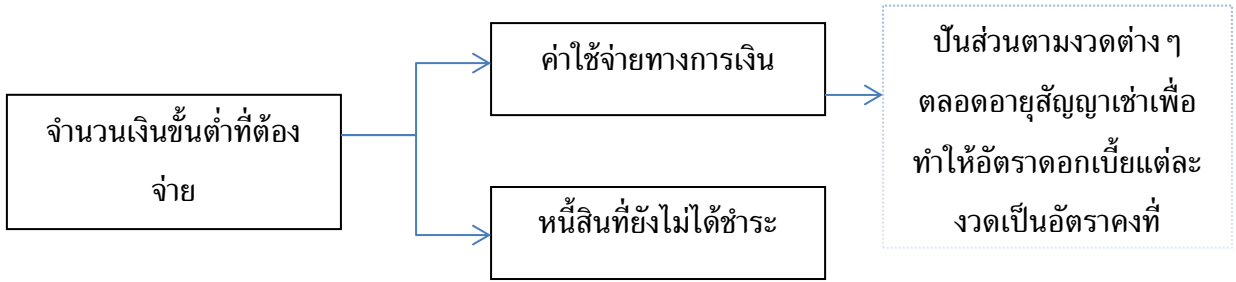 จำนวนเงินขั้นต่ำที่ต้อง
จ่าย
ค่าใช้จ่ายทางการเงิน
หนี้สินที่ยังไม่ได้ชำระ
ปันส่วนตามงวดต่าง ๆ
ตลอดอายุสัญญาเช่าเพื่อ
ทำให้อัตราดอกเบี้ยแต่ละ
งวดเป็นอัตราคงที่